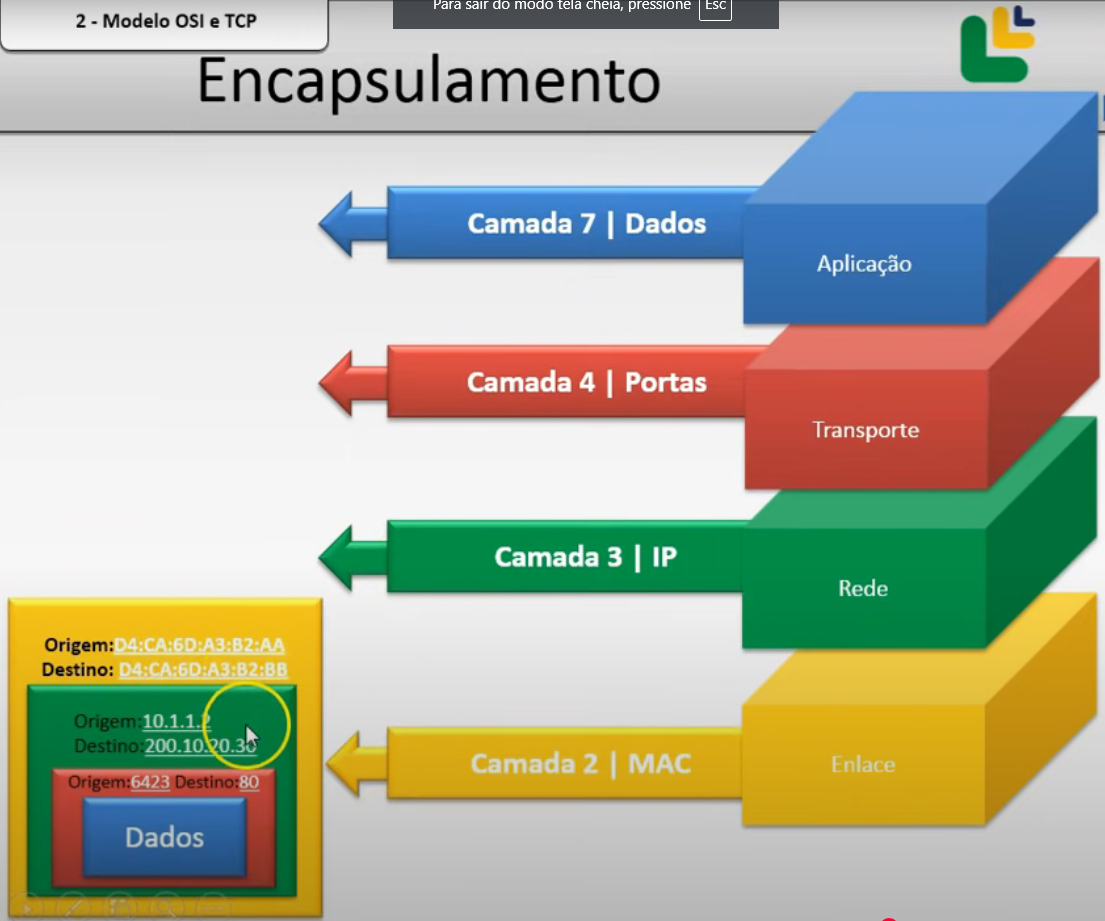 Para sair do modo tela cheia, pressione Esc
2 - Modelo OSI e TCP
Encapsulamento
Camada 7 | Dados
Aplicação
Camada 4 | Portas
Transporte
Camada 3 | IP
Rede
Camada 2 | MAC
Enlace
Origem:D4:CA:6D:A3:B2:AA
Destino: D4:CA:6D:A3:B2:BB
Origem:10.1.1.2
Destino:200.10.20.30
Origem:6423 Destino:80
Dados